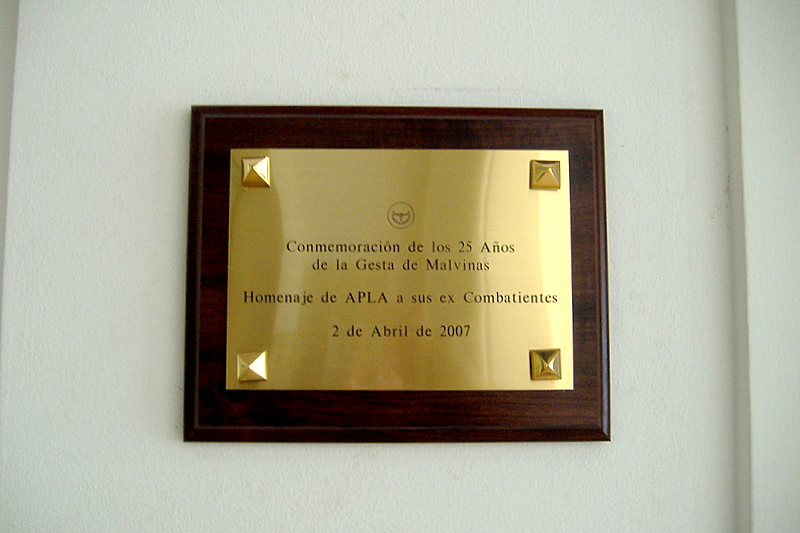 Conmemoración de los 25 Años
de la Gesta de Malvinas
Homenaje de APLA a sus ex Combatientes
2 de Abril de 2007